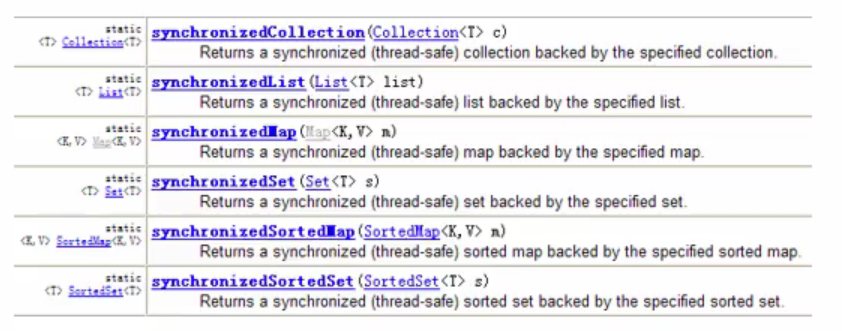 static
<T> Collection<T>
synchronizedCollection(Collection<T> c)
Returns a synchronized (thread-safe) collection backed by the specified collection.
static
<T> List<T>
synchronizedList(List<T> list)
Returns a synchronized (thread-safe) list backed by the specified list.
static
<K,V> Map<K,V>
synchronizedMap(Map<K,V> m)
Returns a synchronized (thread-safe) map backed by the specified map.
static
<T> Set<T>
synchronizedSet(Set<T> s)
Returns a synchronized (thread-safe) set backed by the specified set.
static
<K,V> SortedMap<K,V>
synchronizedSortedMap(SortedMap<K,V> m)
Returns a synchronized (thread-safe) sorted map backed by the specified sorted map.
static
<T> SortedSet<T>
synchronizedSortedSet(SortedSet<T> s)
Returns a synchronized (thread-safe) sorted set backed by the specified sorted set.